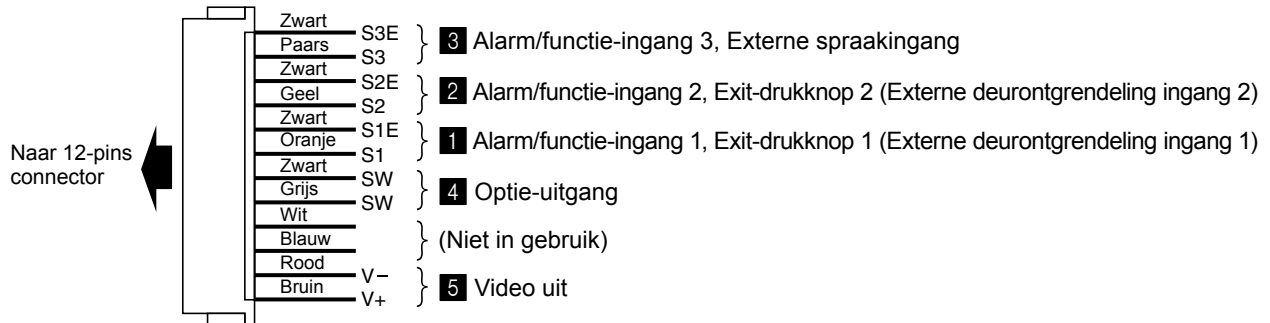 Zwart
S3E
Paars
S3
3 Alarm/functie-ingang 3, Externe spraakingang
Zwart
S2E
Geel
S2
2 Alarm/functie-ingang 2, Exit-drukknop 2 (Externe deurontgrendeling ingang 2)
Zwart
S1E
Oranje
S1
1 Alarm/functie-ingang 1, Exit-drukknop 1 (Externe deurontgrendeling ingang 1)
Naar 12-pins
connector
Zwart
SW
Grijs
SW
4 Optie-uitgang
Wit
Blauw
(Niet in gebruik)
Rood
V−
Bruin
V+
5 Video uit